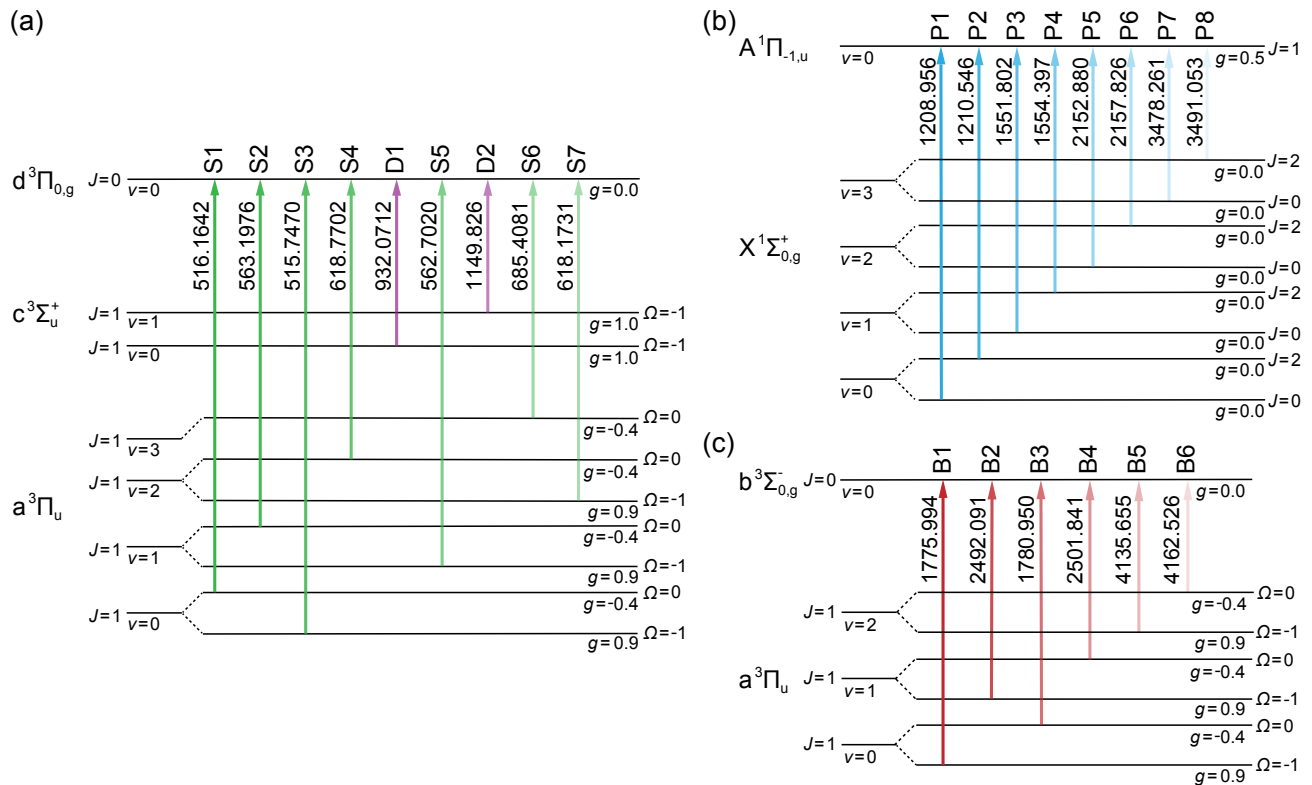 (a)
S1 S2 S3 S4 D1 S5 D2 S6 S7
d³Π₀,g J=0 v=0 g=0.0
516.1642 563.1976 515.7470 618.7702 932.0712 562.7020 1149.826 685.4081 618.1731
c³Σᵤ⁺ J=1 v=1 g=1.0 Ω=-1
J=1 v=0 g=1.0 Ω=-1
J=1 v=3 g=-0.4 Ω=0
J=1 v=2 g=-0.4 Ω=0
g=0.9 Ω=-1
a³Πᵤ
J=1 v=1 g=-0.4 Ω=0
g=0.9 Ω=-1
J=1 v=0 g=-0.4 Ω=0
g=0.9 Ω=-1
(b)
P1 P2 P3 P4 P5 P6 P7 P8
A¹Π₋₁,ᵤ v=0 g=0.5 J=1
1208.956 1210.546 1551.802 1554.397 2152.880 2157.826 3478.261 3491.053
v=3 g=0.0 J=2
g=0.0 J=0
X¹Σ⁺₀,g v=2 g=0.0 J=2
g=0.0 J=0
v=1 g=0.0 J=2
g=0.0 J=0
v=0 g=0.0 J=2
g=0.0 J=0
(c)
B1 B2 B3 B4 B5 B6
b³Σ⁻₀,g J=0 v=0 g=0.0
1775.994 2492.091 1780.950 2501.841 4135.655 4162.526
J=1 v=2 g=-0.4 Ω=0
g=0.9 Ω=-1
a³Πᵤ J=1 v=1 g=-0.4 Ω=0
g=0.9 Ω=-1
J=1 v=0 g=-0.4 Ω=0
g=0.9 Ω=-1